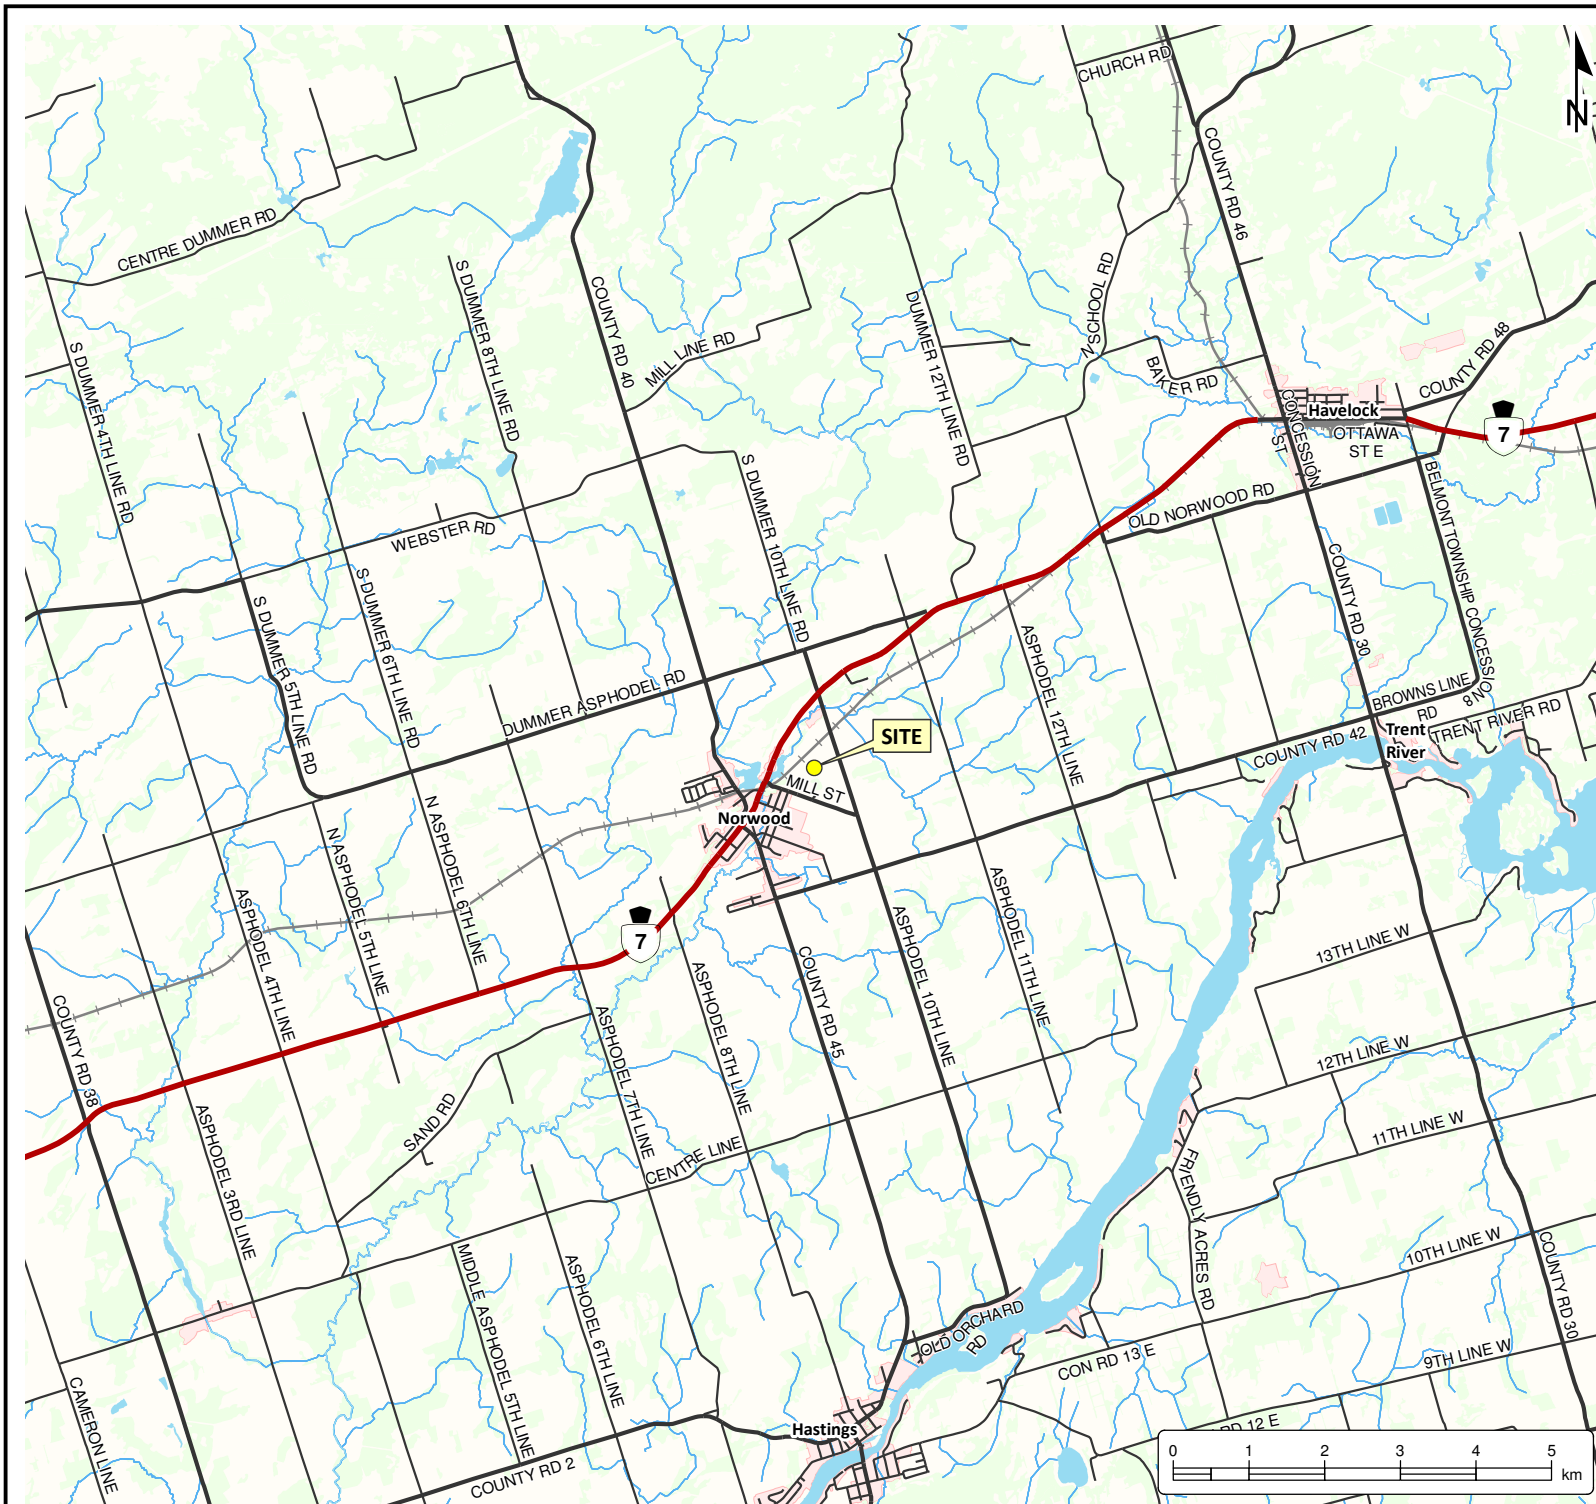 CHURCH RD
N
COUNTY RD 46
CENTRE DUMMER RD
S DUMMER 8TH LINE RD
COUNTY RD 40
N SCHOOL RD
DUMMER 12TH LINE RD
S DUMMER 4TH LINE RD
MILL LINE RD
BAKER RD
COUNTY RD 48
Havelock
CONCESSION
ST
OTTAWA
ST E
7
S DUMMER 10TH LINE RD
BELMONT TOWNSHIP CONCESSIO
8 NO
OLD NORWOOD RD
WEBSTER RD
COUNTY RD 30
S DUMMER 6TH LINE RD
S DUMMER 5TH LINE RD
ASPHODEL 12TH LINE
DUMMER ASPHODEL RD
BROWNS LINE
RD
TRENT RIVER RD
Trent
River
COUNTY RD 42
SITE
MILL ST
Norwood
N ASPHODEL 6TH LINE
N ASPHODEL 5TH LINE
ASPHODEL 4TH LINE
ASPHODEL 11TH LINE
ASPHODEL 10TH LINE
7
13TH LINE W
COUNTY RD 45
ASPHODEL 8TH LINE
COUNTY RD 38
ASPHODEL 7TH LINE
12TH LINE W
SAND RD
ASPHODEL 3RD LINE
11TH LINE W
CENTRE LINE
FRIENDLY ACRES RD
10TH LINE W
COUNTY RD 30
MIDDLE ASPHODEL 5TH LINE
ASPHODEL 6TH LINE
OLD ORCHARD
RD
CON RD 13 E
9TH LINE W
CAMERON LINE
Hastings
RD 12 E
COUNTY RD 2
0 1 2 3 4 5
km